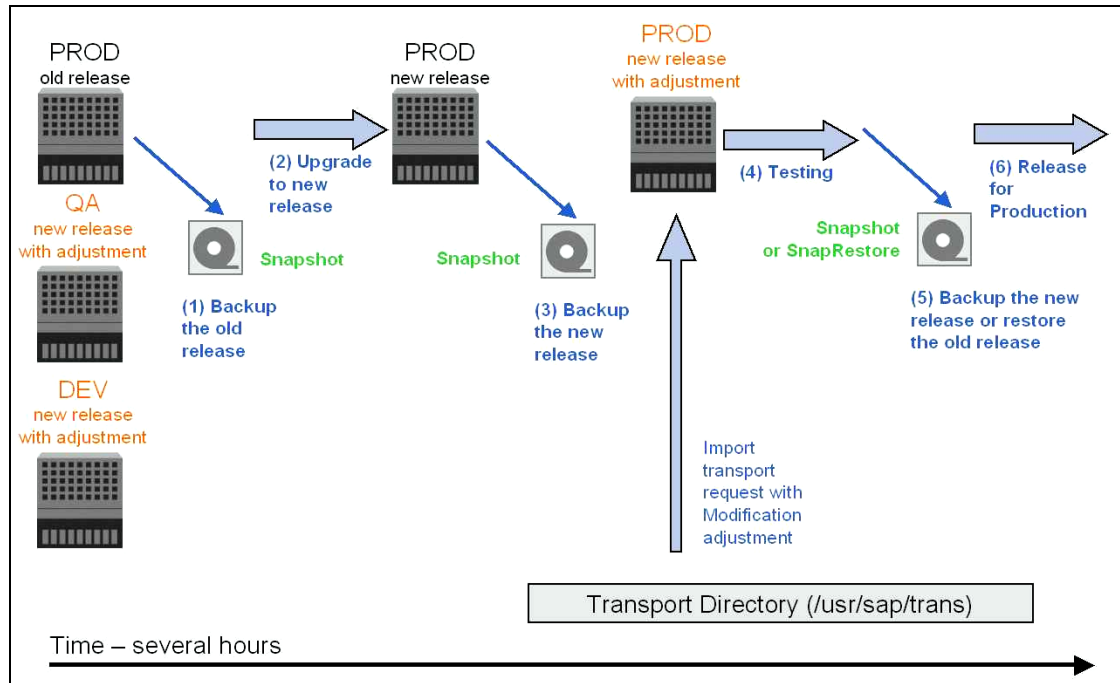 PROD
old release
QA
new release
with adjustment
DEV
new release
with adjustment
Snapshot
(1) Backup
the old
release
(2) Upgrade
to new
release
PROD
new release
Snapshot
(3) Backup
the new
release
PROD
new release
with adjustment
Import
transport
request with
Modification
adjustment
(4) Testing
Snapshot
or SnapRestore
(5) Backup the new
release or restore
the old release
(6) Release
for
Production
Transport Directory (/usr/sap/trans)
Time – several hours